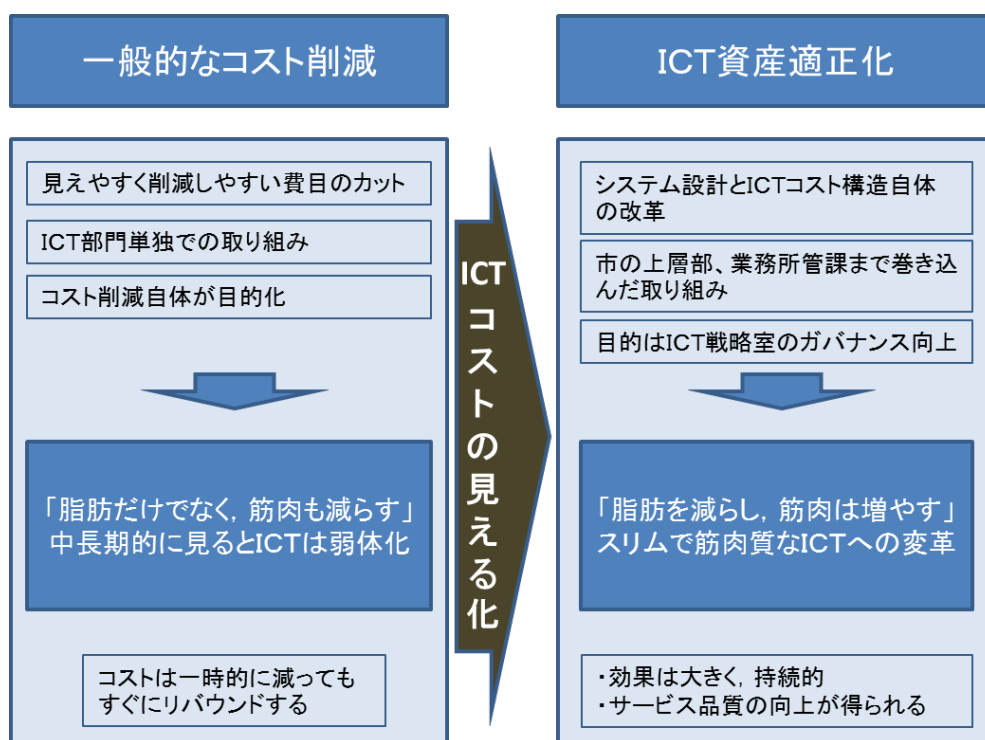 一般的なコスト削減
見えやすく削減しやすい費目のカット
ICT部門単独での取り組み
コスト削減自体が目的化
「脂肪だけでなく，筋肉も減らす」
中長期的に見るとICTは弱体化
コストは一時的に減っても
すぐにリバウンドする
ICTコストの見える化
ICT資産適正化
システム設計とICTコスト構造自体
の改革
市の上層部、業務所管課まで巻き込
んだ取り組み
目的はICT戦略室のガバナンス向上
「脂肪を減らし，筋肉は増やす」
スリムで筋肉質なICTへの変革
・効果は大きく，持続的
・サービス品質の向上が得られる